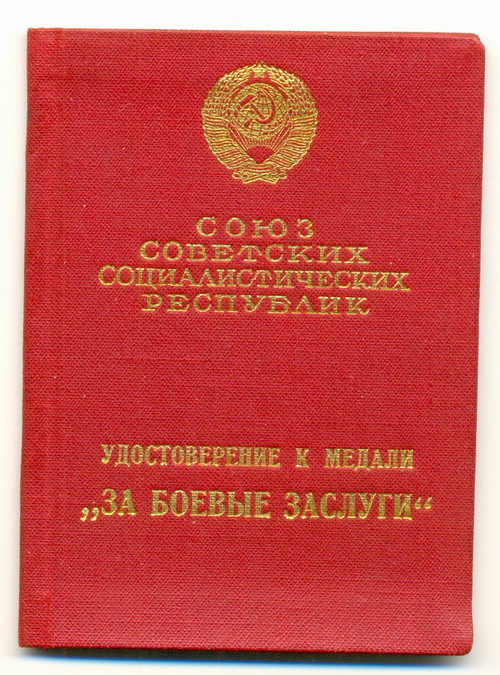 СОЮЗ
СОВЕТСКИХ
СОЦИАЛИСТИЧЕСКИХ
РЕСПУБЛИК
УДОСТОВЕРЕНИЕ К МЕДАЛИ
„ЗА БОЕВЫЕ ЗАСЛУГИ“